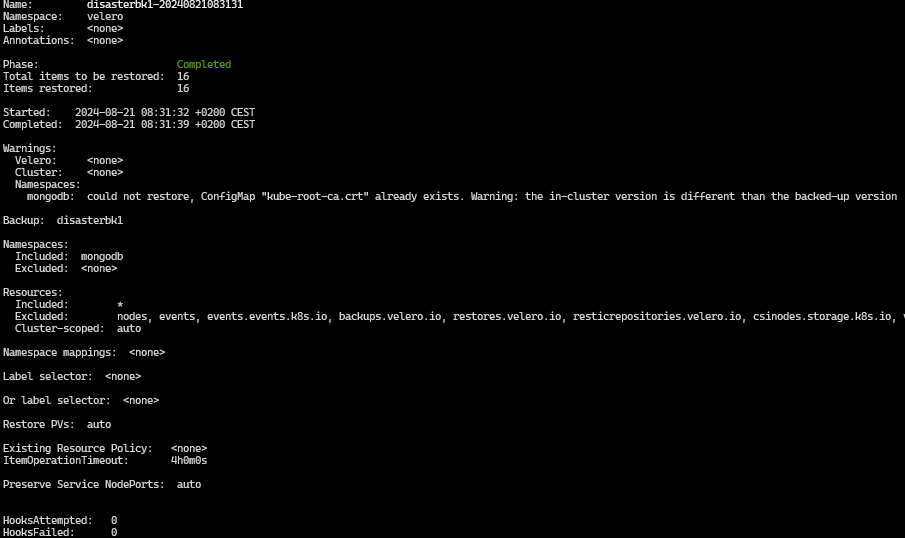 Name:         disasterbk1-20240821083131
Namespace:    velero
Labels:       <none>
Annotations:  <none>
Phase:                       Completed
Total items to be restored:  16
Items restored:              16
Started:    2024-08-21 08:31:32 +0200 CEST
Completed:  2024-08-21 08:31:39 +0200 CEST
Warnings:
  Velero:     <none>
  Cluster:    <none>
  Namespaces:
    mongodb:  could not restore, ConfigMap "kube-root-ca.crt" already exists. Warning: the in-cluster version is different than the backed-up version
Backup:  disasterbk1
Namespaces:
  Included:  mongodb
  Excluded:  <none>
Resources:
  Included:        *
  Excluded:        nodes, events, events.events.k8s.io, backups.velero.io, restores.velero.io, resticrepositories.velero.io, csinodes.storage.k8s.io,
  Cluster-scoped:  auto
Namespace mappings:  <none>
Label selector:  <none>
Or label selector:  <none>
Restore PVs:  auto
Existing Resource Policy:   <none>
ItemOperationTimeout:       4h0m0s
Preserve Service NodePorts:  auto
HooksAttempted:   0
HooksFailed:      0